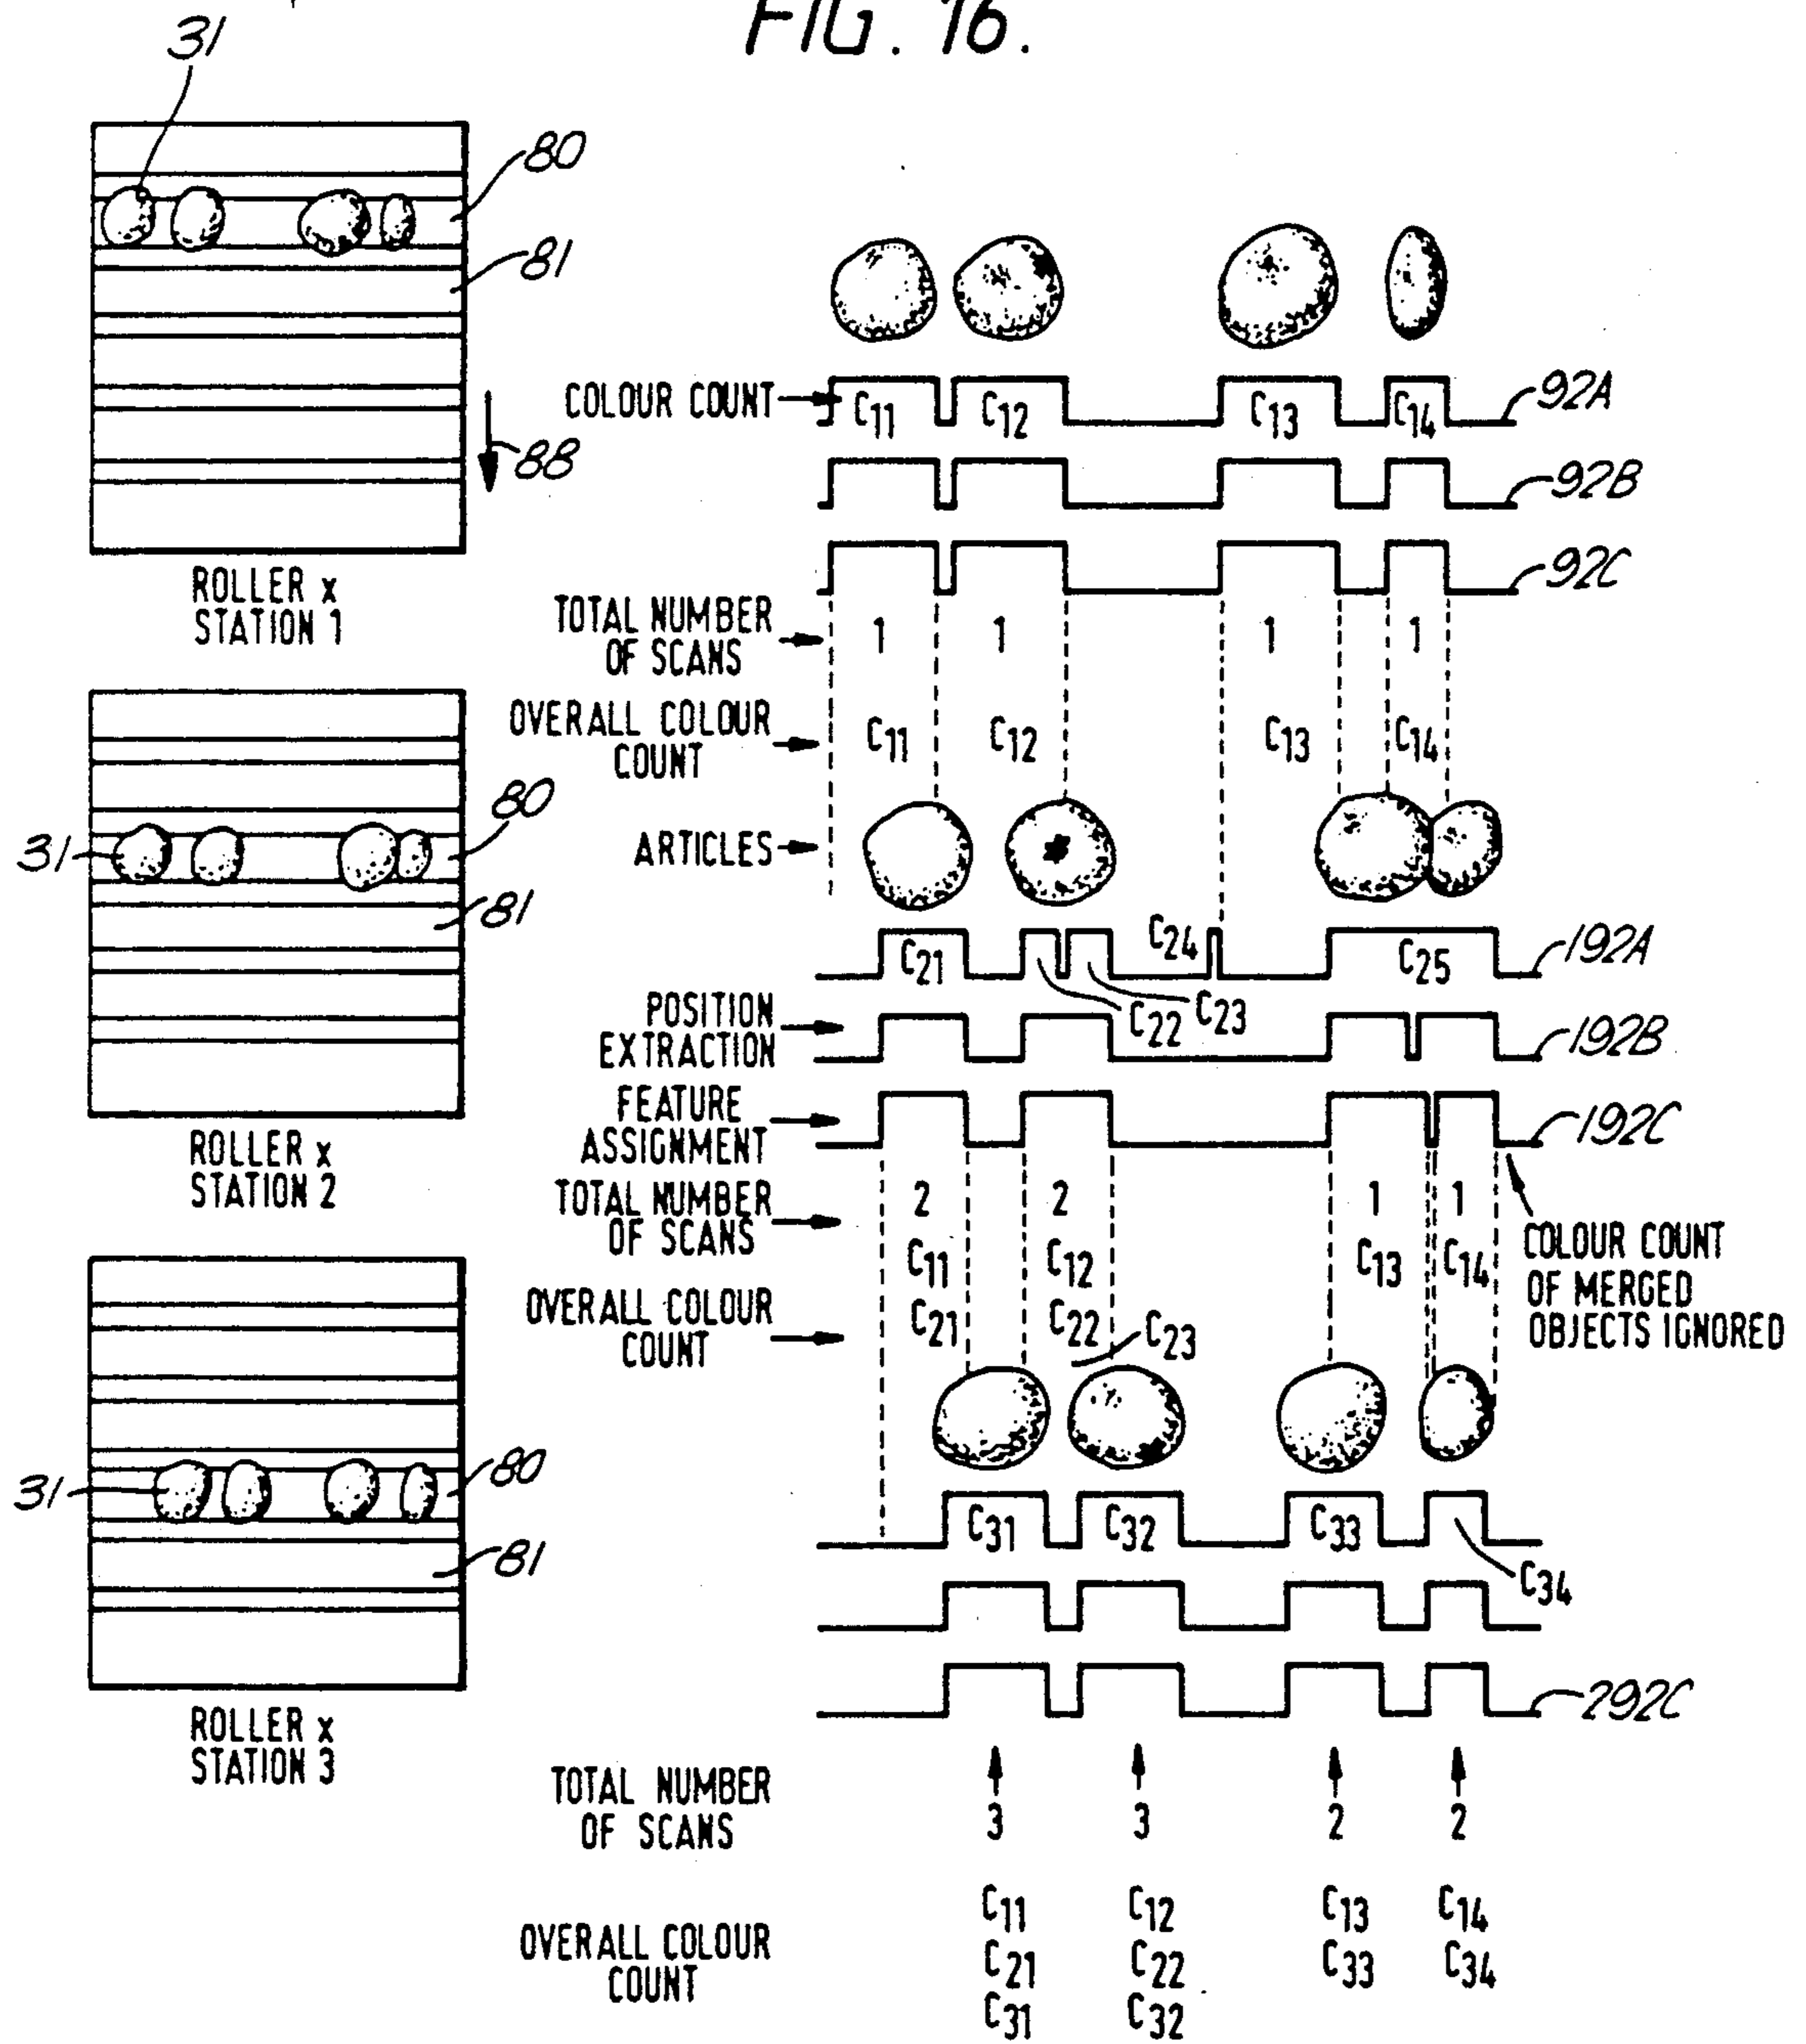 FIG. 16.
31
80
81
88
ROLLER x
STATION 1
COLOUR COUNT
C11 C12 C13 C14
92A
92B
92C
TOTAL NUMBER
OF SCANS
1 1 1 1
OVERALL COLOUR
COUNT
C11 C12 C13 C14
31
80
81
ROLLER x
STATION 2
ARTICLES
C21 C24 C25
192A
C22 C23
POSITION
EXTRACTION
192B
FEATURE
ASSIGNMENT
192C
TOTAL NUMBER
OF SCANS
2 2 1 1
C11 C12 C13 C14
OVERALL COLOUR
COUNT
C21 C22 C23
COLOUR COUNT
OF MERGED
OBJECTS IGNORED
31
80
81
ROLLER x
STATION 3
C31 C32 C33
C34
292C
TOTAL NUMBER
OF SCANS
3 3 2 2
OVERALL COLOUR
COUNT
C11 C12 C13 C14
C21 C22 C33 C34
C31 C32